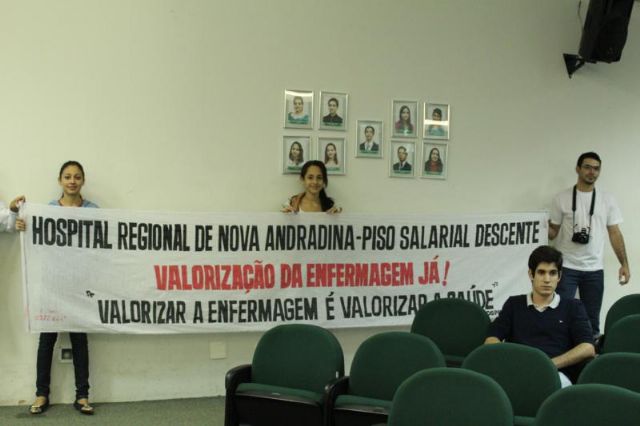 HOSPITAL REGIONAL DE NOVA ANDRADINA-PISO SALARIAL DESCENTE
VALORIZAÇÃO DA ENFERMAGEM JÁ!
"VALORIZAR A ENFERMAGEM É VALORIZAR A SAÚDE"